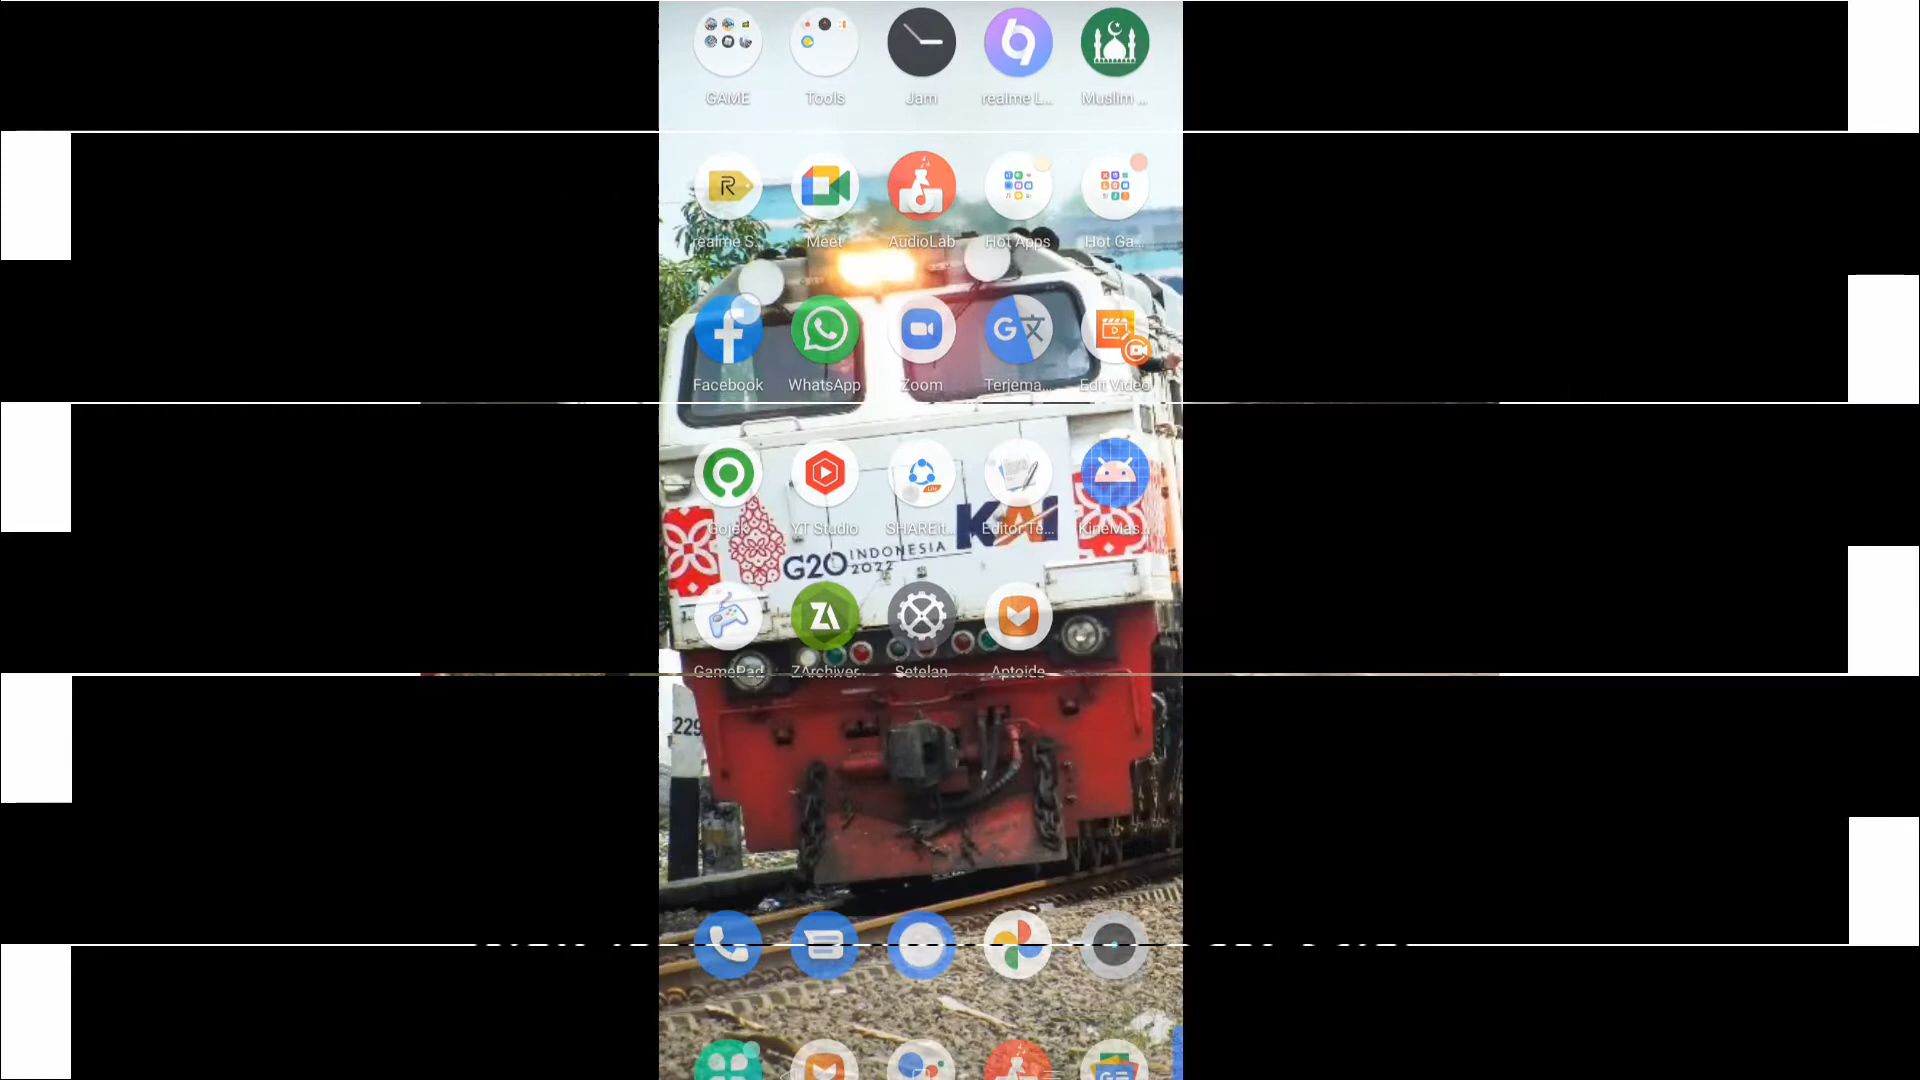 GAME Tools Jam realme L... Muslim ...
realme S... Meet AudioLab Hot Apps Hot Ga...
Facebook WhatsApp Zoom Terjema... Edit Video
Gojek YT Studio SHAREit... Editor Te... KineMas...
KAI
G20 INDONESIA
2022
GamePad ZArchiver Setelan Aptoide
229